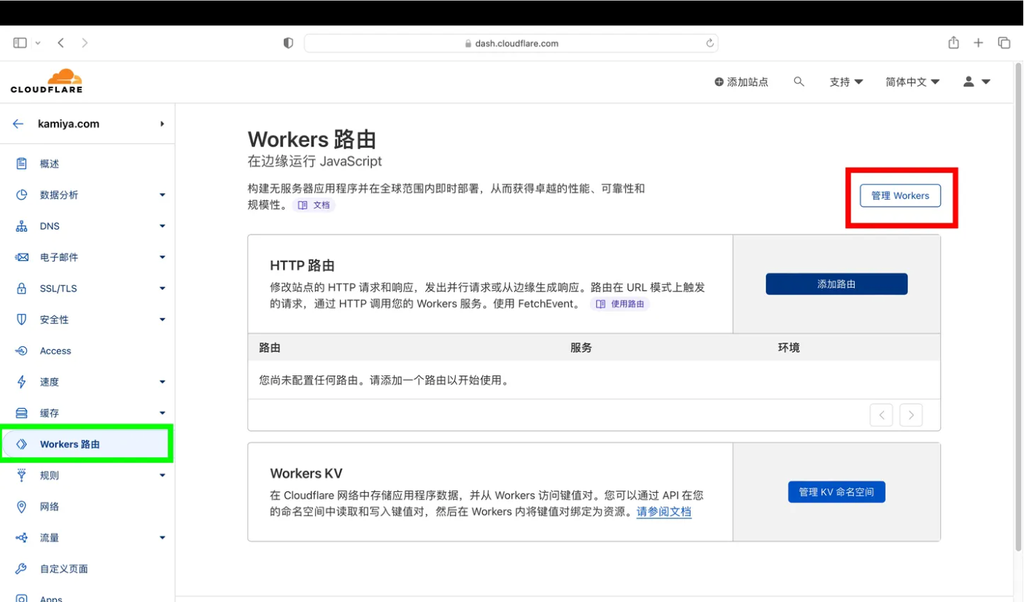 dash.cloudflare.com
CLOUDFLARE
添加站点
支持
简体中文
kamiya.com
概述
数据分析
DNS
电子邮件
SSL/TLS
安全性
Access
速度
缓存
Workers 路由
规则
网络
流量
自定义页面
Apps
Workers 路由
在边缘运行 JavaScript
构建无服务器应用程序并在全球范围内即时部署，从而获得卓越的性能、可靠性和
规模性。 文档
管理 Workers
HTTP 路由
修改站点的 HTTP 请求和响应，发出并行请求或从边缘生成响应。路由在 URL 模式上触发
的请求，通过 HTTP 调用您的 Workers 服务。使用 FetchEvent。 使用路由
添加路由
路由 服务 环境
您尚未配置任何路由。请添加一个路由以开始使用。
Workers KV
在 Cloudflare 网络中存储应用程序数据，并从 Workers 访问键值对。您可以通过 API 在您
的命名空间中读取和写入键值对，然后在 Workers 内将键值对绑定为资源。请参阅文档
管理 KV 命名空间